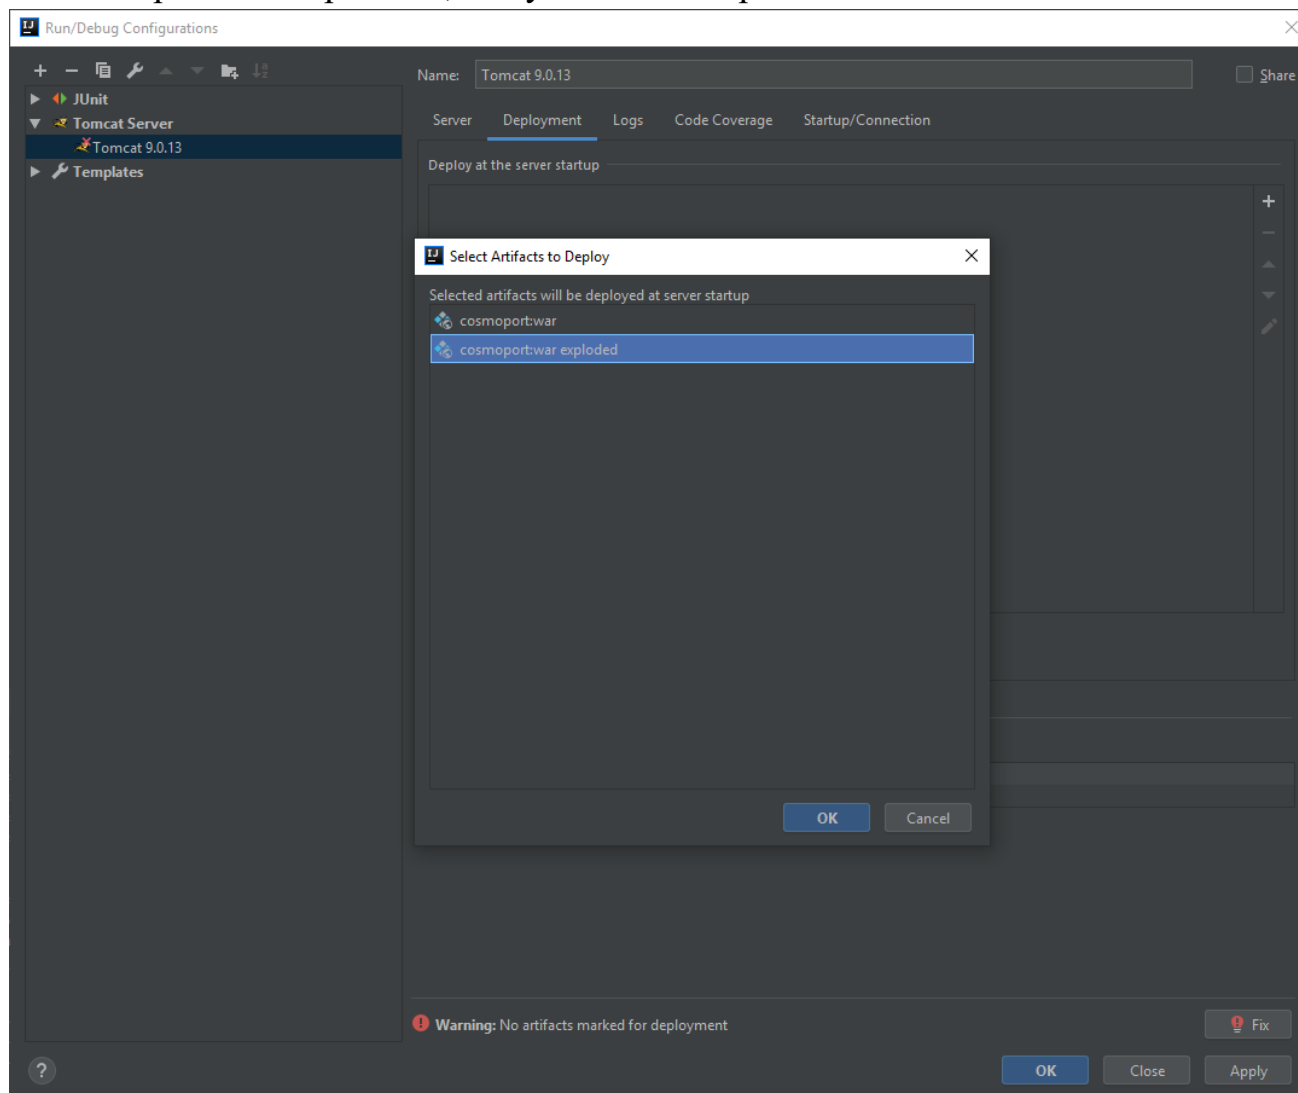 Run/Debug Configurations
Name: Tomcat 9.0.13
Share
JUnit
Tomcat Server
Tomcat 9.0.13
Templates
Server Deployment Logs Code Coverage Startup/Connection
Deploy at the server startup
Select Artifacts to Deploy
Selected artifacts will be deployed at server startup
cosmoport:war
cosmoport:war exploded
OK Cancel
Warning: No artifacts marked for deployment
Fix
? OK Close Apply